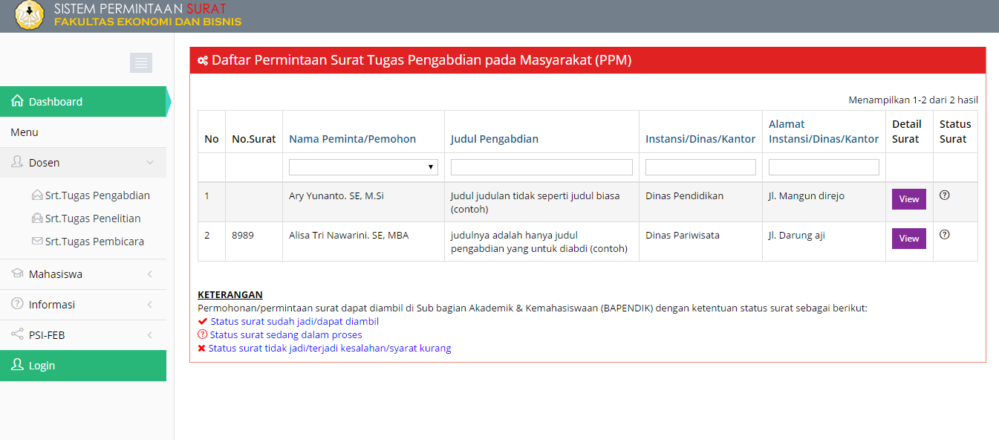 SISTEM PERMINTAAN SURAT
FAKULTAS EKONOMI DAN BISNIS
Dashboard
Menu
Dosen
Srt.Tugas Pengabdian
Srt.Tugas Penelitian
Srt.Tugas Pembicara
Mahasiswa
Informasi
PSI-FEB
Login
Daftar Permintaan Surat Tugas Pengabdian pada Masyarakat (PPM)
Menampilkan 1-2 dari 2 hasil
No No.Surat Nama Peminta/Pemohon Judul Pengabdian Instansi/Dinas/Kantor Alamat Instansi/Dinas/Kantor Detail Surat Status Surat
1 Ary Yunanto. SE, M.Si Judul judulan tidak seperti judul biasa (contoh) Dinas Pendidikan Jl. Mangun direjo View
2 8989 Alisa Tri Nawarini. SE, MBA judulnya adalah hanya judul pengabdian yang untuk diabdi (contoh) Dinas Pariwisata Jl. Darung aji View
KETERANGAN
Permohonan/permintaan surat dapat diambil di Sub bagian Akademik & Kemahasiswaan (BAPENDIK) dengan ketentuan status surat sebagai berikut:
Status surat sudah jadi/dapat diambil
Status surat sedang dalam proses
Status surat tidak jadi/terjadi kesalahan/syarat kurang